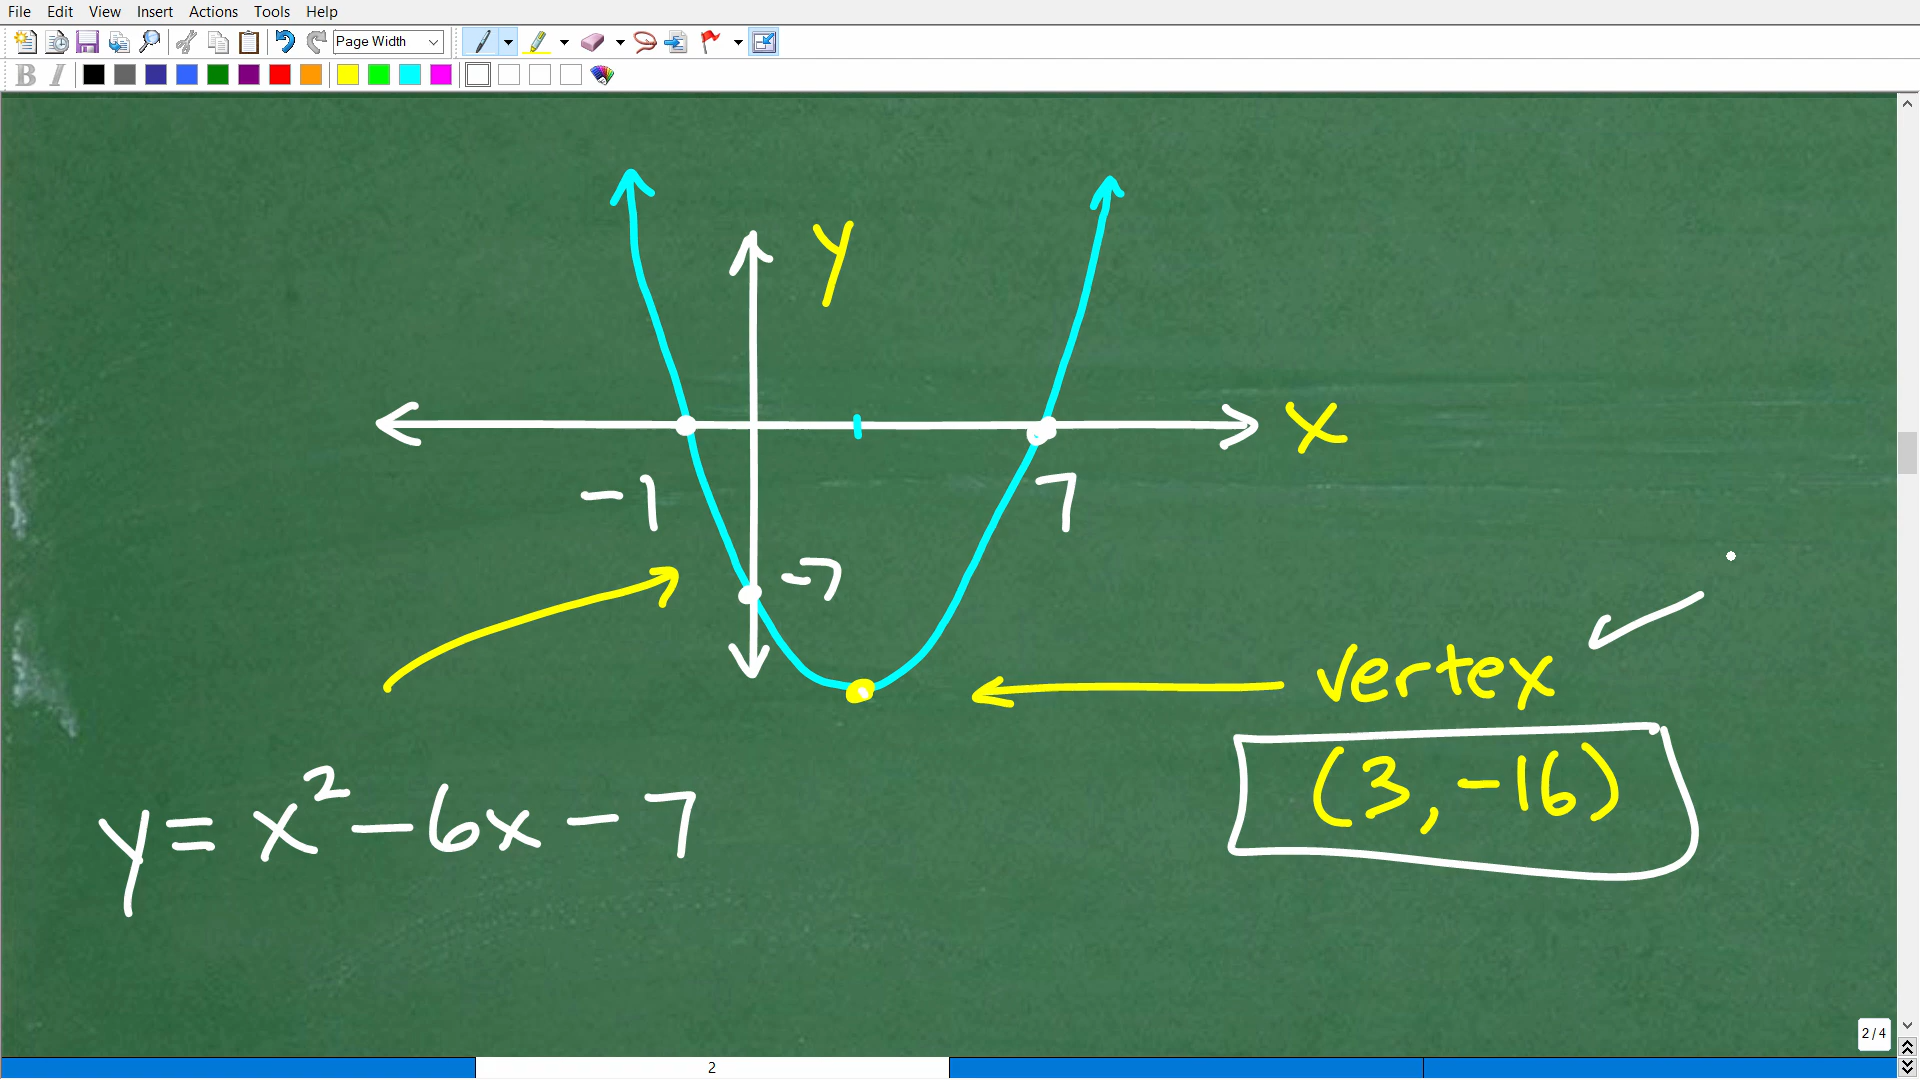 File Edit View Insert Actions Tools Help
Page Width
B I
y
x
-1
7
-7
vertex
(3, -16)
y = x² - 6x - 7
2 / 4
2